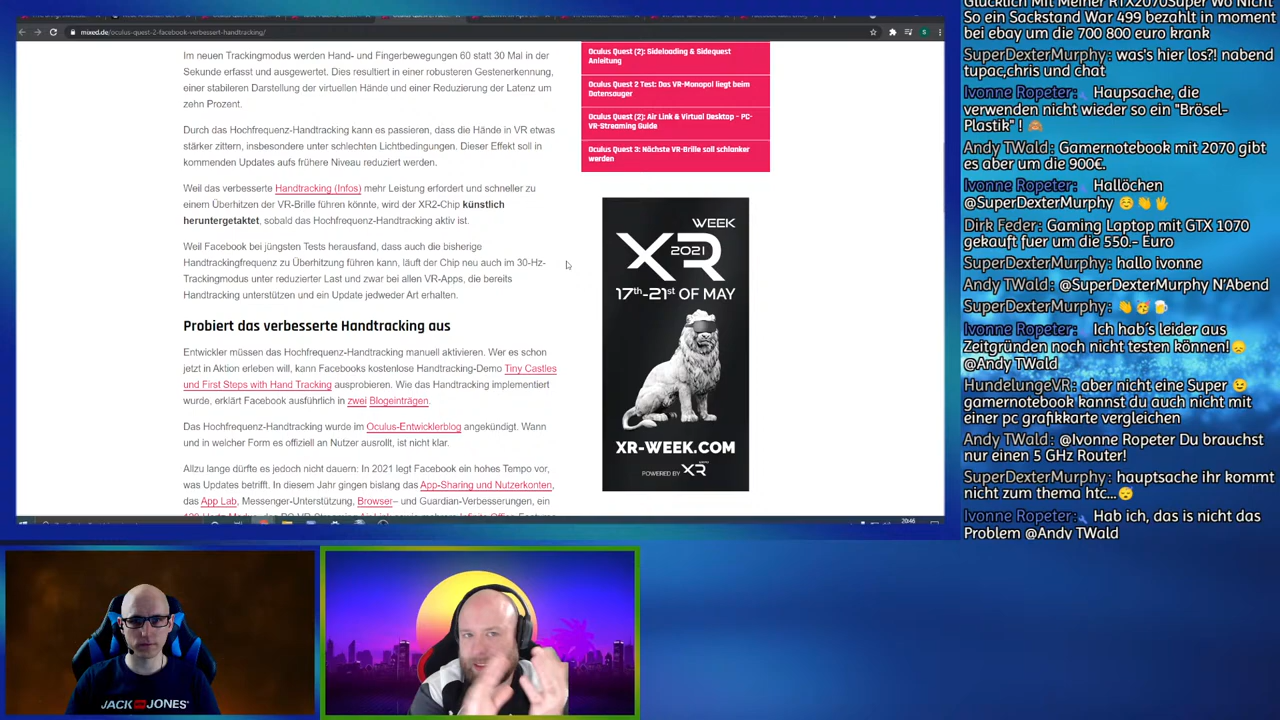 mixed.de/oculus-quest-2-facebook-verbessert-handtracking/
Im neuen Trackingmodus werden Hand- und Fingerbewegungen 60 statt 30 Mal in der
Sekunde erfasst und ausgewertet. Dies resultiert in einer robusteren Gestenerkennung,
einer stabileren Darstellung der virtuellen Hände und einer Reduzierung der Latenz um
zehn Prozent.
Durch das Hochfrequenz-Handtracking kann es passieren, dass die Hände in VR etwas
stärker zittern, insbesondere unter schlechten Lichtbedingungen. Dieser Effekt soll in
kommenden Updates aufs frühere Niveau reduziert werden.
Weil das verbesserte Handtracking (Infos) mehr Leistung erfordert und schneller zu
einem Überhitzen der VR-Brille führen könnte, wird der XR2-Chip künstlich
heruntergetaktet, sobald das Hochfrequenz-Handtracking aktiv ist.
Weil Facebook bei jüngsten Tests herausfand, dass auch die bisherige
Handtrackingfrequenz zu Überhitzung führen kann, läuft der Chip neu auch im 30-Hz-
Trackingmodus unter reduzierter Last und zwar bei allen VR-Apps, die bereits
Handtracking unterstützen und ein Update jedweder Art erhalten.
Probiert das verbesserte Handtracking aus
Entwickler müssen das Hochfrequenz-Handtracking manuell aktivieren. Wer es schon
jetzt in Aktion erleben will, kann Facebooks kostenlose Handtracking-Demo Tiny Castles
und First Steps with Hand Tracking ausprobieren. Wie das Handtracking implementiert
wurde, erklärt Facebook ausführlich in zwei Blogeinträgen.
Das Hochfrequenz-Handtracking wurde im Oculus-Entwicklerblog angekündigt. Wann
und in welcher Form es offiziell an Nutzer ausrollt, ist nicht klar.
Allzu lange dürfte es jedoch nicht dauern: In 2021 legt Facebook ein hohes Tempo vor,
was Updates betrifft. In diesem Jahr gingen bislang das App-Sharing und Nutzerkonten,
das App Lab, Messenger-Unterstützung, Browser– und Guardian-Verbesserungen, ein
Oculus Quest (2): Sideloading & Sidequest
Anleitung
Oculus Quest 2 Test: Das VR-Monopol liegt beim
Datensauger
Oculus Quest (2): Air Link & Virtual Desktop – PC-
VR-Streaming Guide
Oculus Quest 3: Nächste VR-Brille soll schlanker
werden
WEEK
XR
2021
17th-21st OF MAY
XR-WEEK.COM
POWERED BY XR
20:46
Glücklich Mit Meiner RTX2070Super Wo Nicht
So ein Sackstand War 499 bezahlt in moment
bei ebay um die 700 800 euro krank
SuperDexterMurphy: was's hier los?! nabend
tupac,chris und chat
Ivonne Ropeter: Haupsache, die
verwenden nicht wieder so ein "Brösel-
Plastik" ! 🙈
Andy TWald: Gamernotebook mit 2070 gibt
es aber um die 900€.
Ivonne Ropeter: Hallöchen
@SuperDexterMurphy ☺️👋🖖
Dirk Feder: Gaming Laptop mit GTX 1070
gekauft fuer um die 550.- Euro
SuperDexterMurphy: hallo ivonne
Andy TWald: @SuperDexterMurphy N'Abend
SuperDexterMurphy: 👋🥳🍻
Ivonne Ropeter: Ich hab´s leider aus
Zeitgründen noch nicht testen können!😞
@Andy TWald
HundelungeVR: aber nicht eine Super 😉
gamernotebook kannst du auch nicht mit
einer pc grafikkarte vergleichen
Andy TWald: @Ivonne Ropeter Du brauchst
nur einen 5 GHz Router!
SuperDexterMurphy: hauptsache ihr kommt
nicht zum thema htc...😴
Ivonne Ropeter: Hab ich, das is nicht das
Problem @Andy TWald
JACK JONES